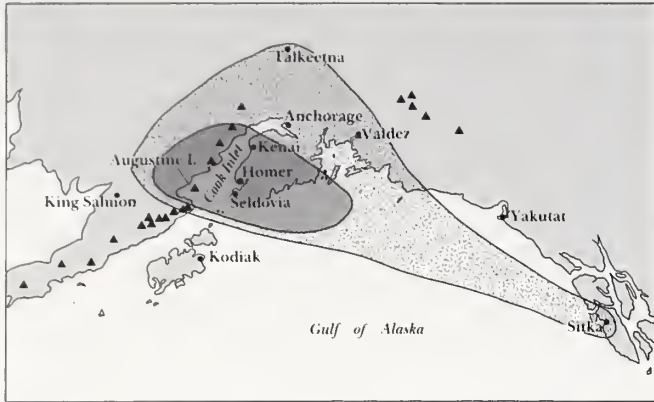 Talkeetna
Anchorage
Valdez
Kenai
Augustine I.
Cook Inlet
Homer
King Salmon
Seldovia
Yakutat
Kodiak
Gulf of Alaska
Sitka